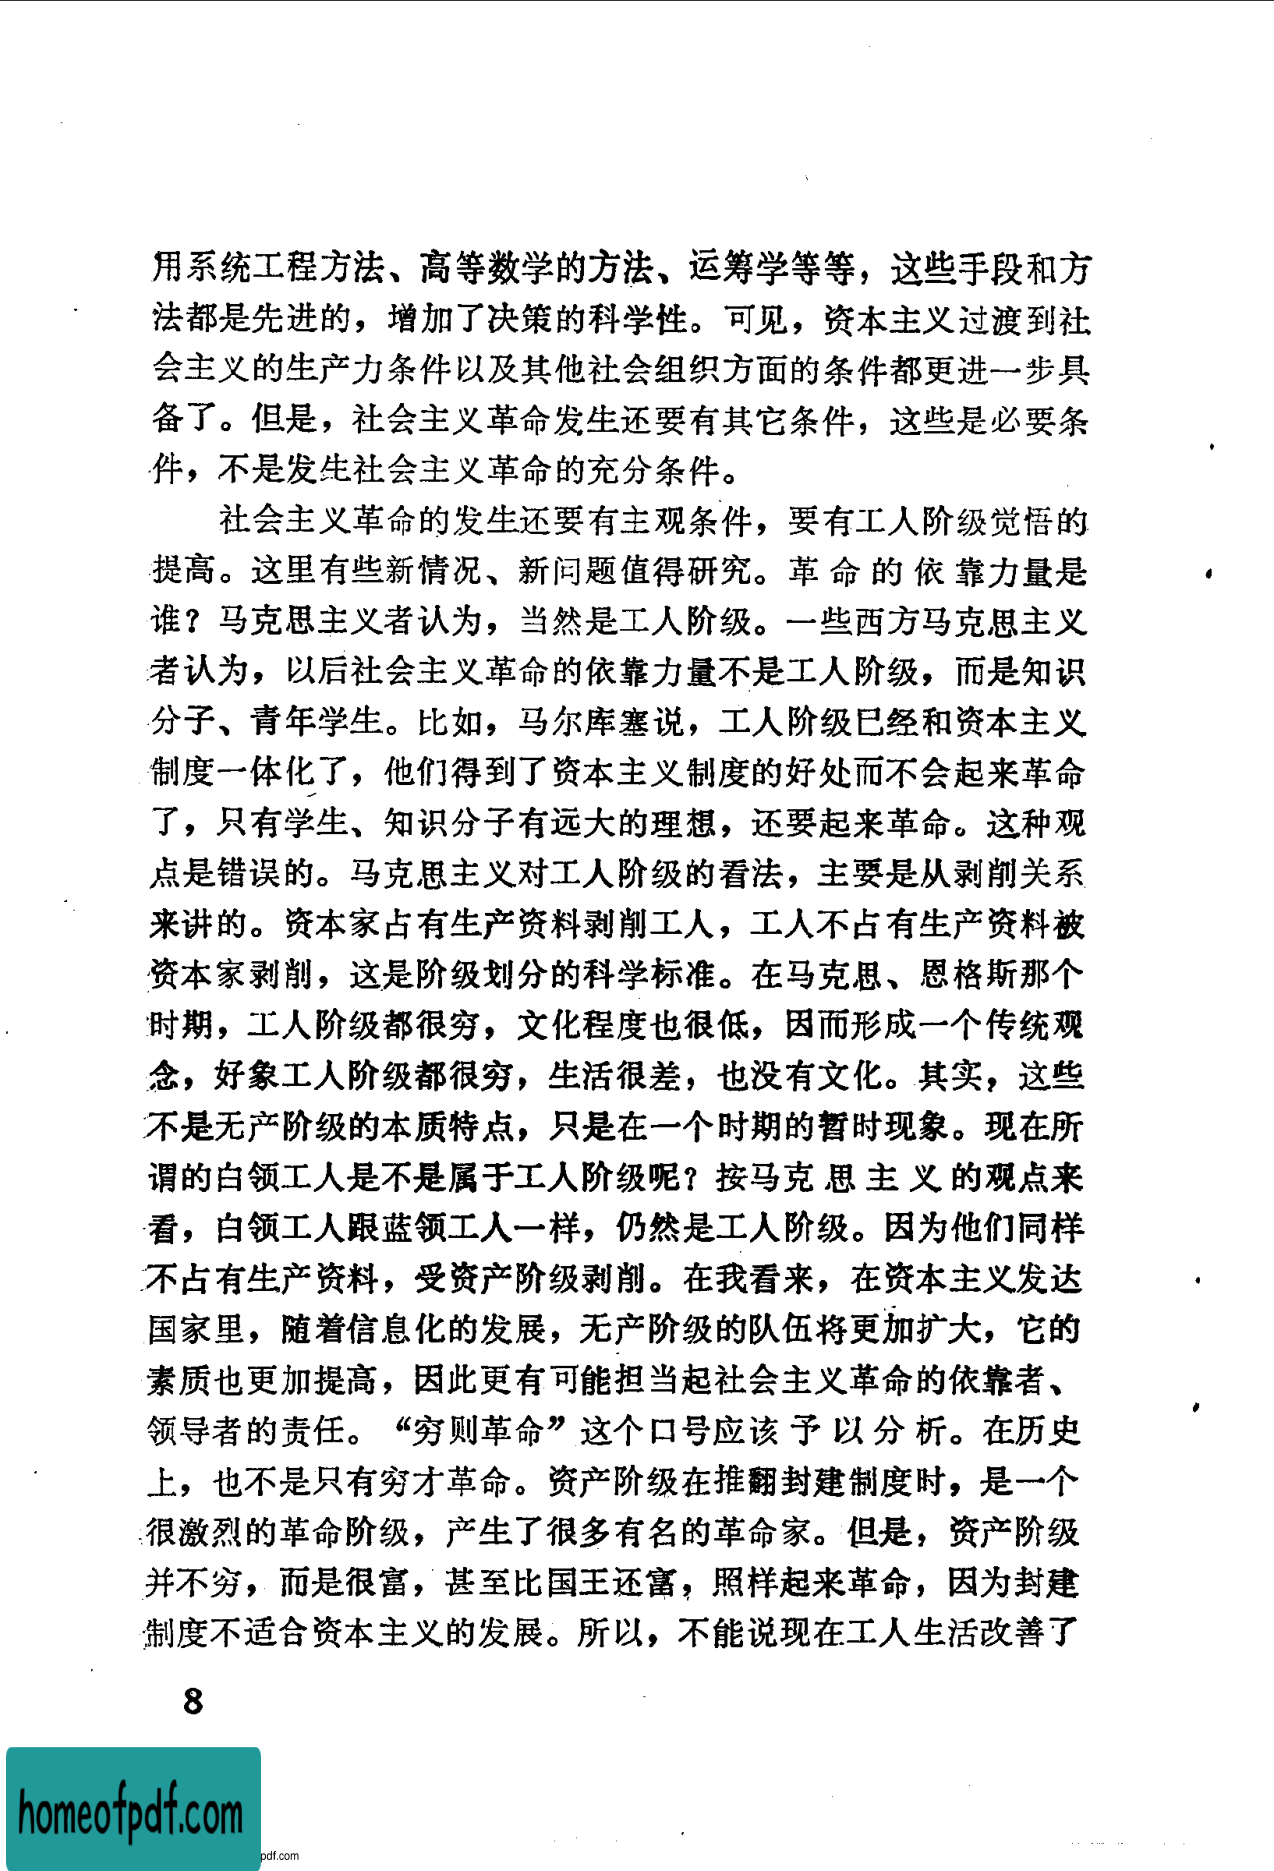 用系统工程方法、高等数学的方法、运筹学等等，这些手段和方
法都是先进的，增加了决策的科学性。可见，资本主义过渡到社
会主义的生产力条件以及其他社会组织方面的条件都更进一步具
备了。但是，社会主义革命发生还要有其它条件，这些是必要条
件，不是发生社会主义革命的充分条件。
社会主义革命的发生还要有主观条件，要有工人阶级觉悟的
提高。这里有些新情况、新问题值得研究。革命的依靠力量是
谁？马克思主义者认为，当然是工人阶级。一些西方马克思主义
者认为，以后社会主义革命的依靠力量不是工人阶级，而是知识
分子、青年学生。比如，马尔库塞说，工人阶级已经和资本主义
制度一体化了，他们得到了资本主义制度的好处而不会起来革命
了，只有学生、知识分子有远大的理想，还要起来革命。这种观
点是错误的。马克思主义对工人阶级的看法，主要是从剥削关系
来讲的。资本家占有生产资料剥削工人，工人不占有生产资料被
资本家剥削，这是阶级划分的科学标准。在马克思、恩格斯那个
时期，工人阶级都很穷，文化程度也很低，因而形成一个传统观
念，好象工人阶级都很穷，生活很差，也没有文化。其实，这些
不是无产阶级的本质特点，只是在一个时期的暂时现象。现在所
谓的白领工人是不是属于工人阶级呢？按马克思主义的观点来
看，白领工人跟蓝领工人一样，仍然是工人阶级。因为他们同样
不占有生产资料，受资产阶级剥削。在我看来，在资本主义发达
国家里，随着信息化的发展，无产阶级的队伍将更加扩大，它的
素质也更加提高，因此更有可能担当起社会主义革命的依靠者、
领导者的责任。“穷则革命”这个口号应该予以分析。在历史
上，也不是只有穷才革命。资产阶级在推翻封建制度时，是一个
很激烈的革命阶级，产生了很多有名的革命家。但是，资产阶级
并不穷，而是很富，甚至比国王还富，照样起来革命，因为封建
制度不适合资本主义的发展。所以，不能说现在工人生活改善了
8
homeofpdf.com
pdf.com